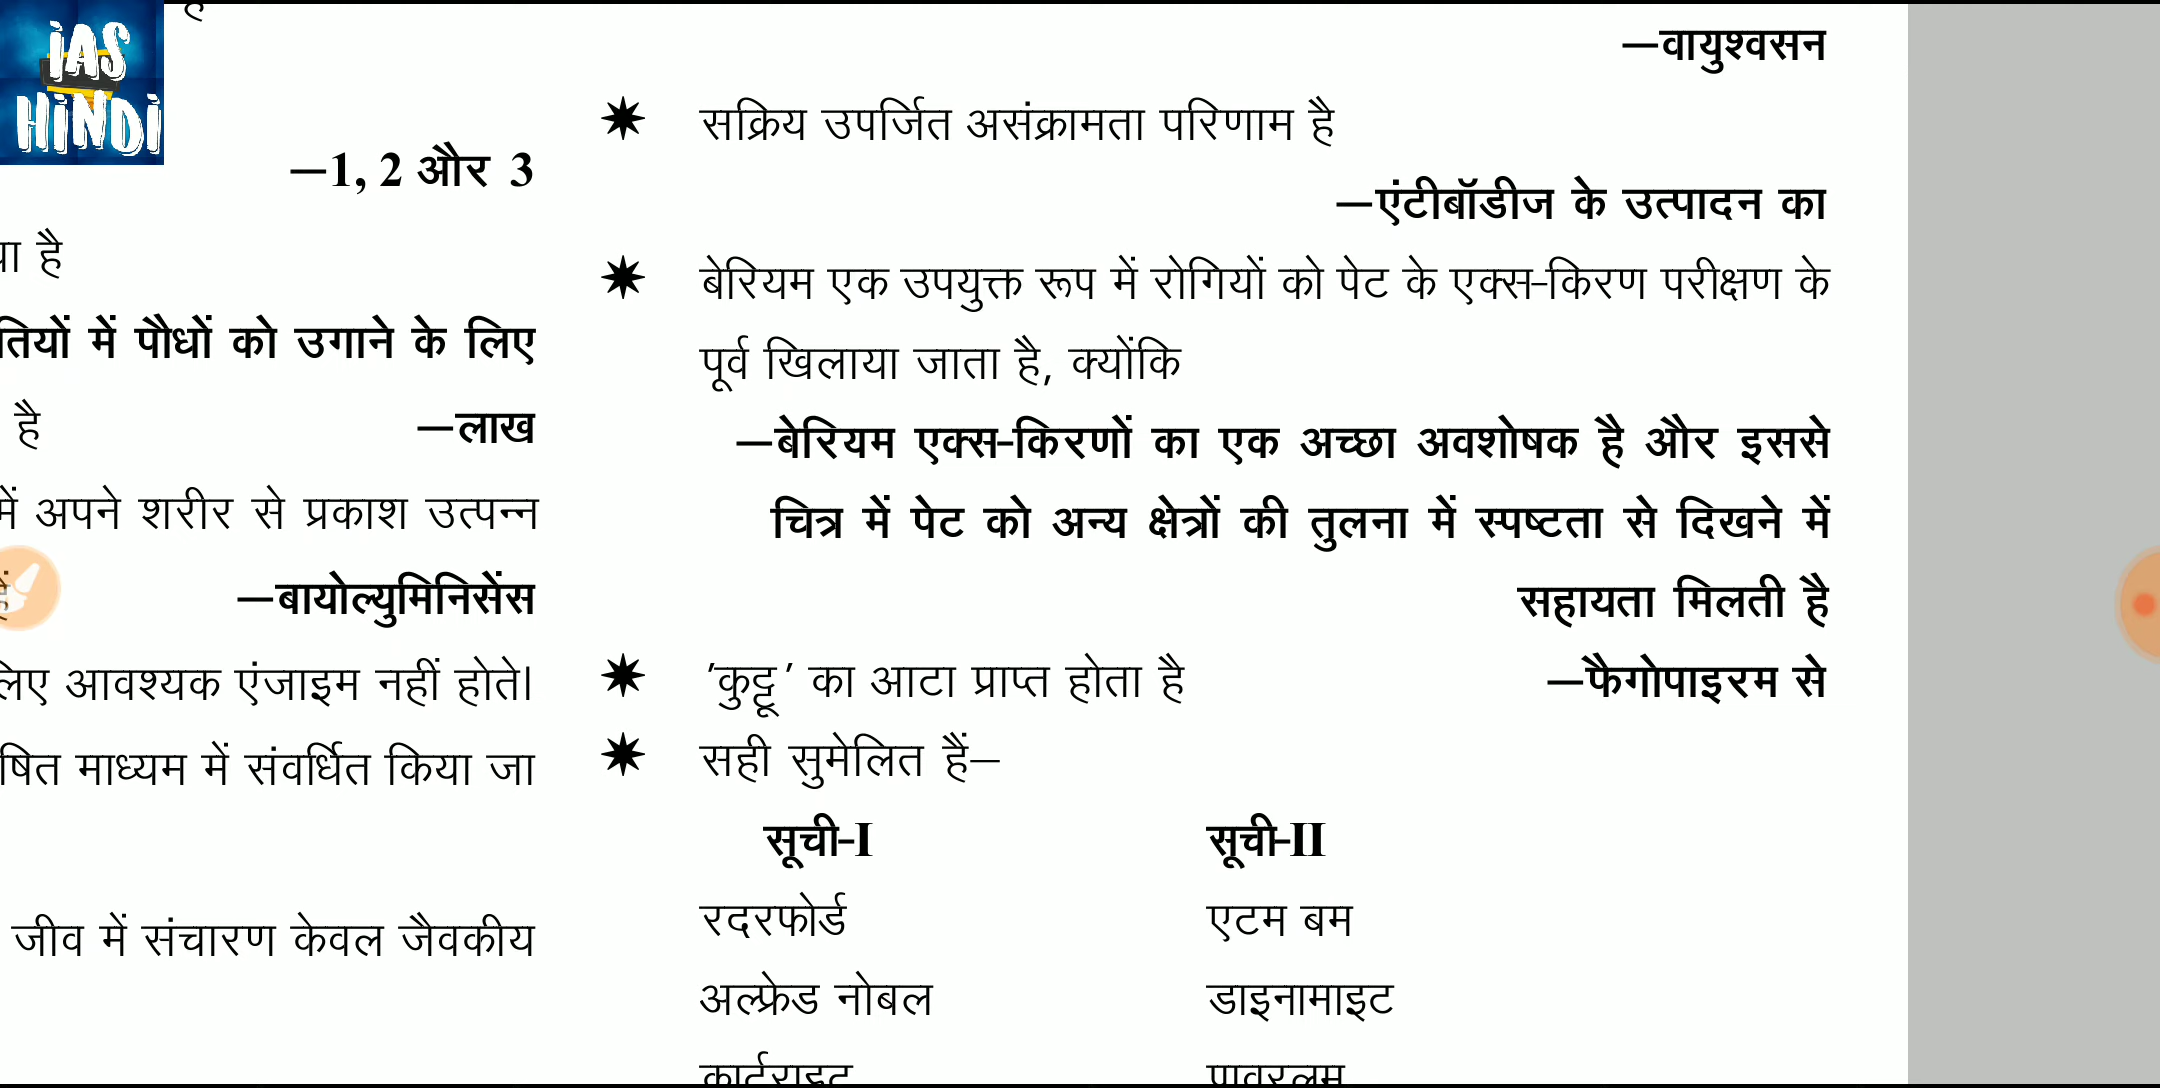 iAS
HiNDi
—1, 2 और 3
है
तियों में पौधों को उगाने के लिए
है —लाख
में अपने शरीर से प्रकाश उत्पन्न
—बायोल्युमिनिसेंस
लिए आवश्यक एंजाइम नहीं होते।
षित माध्यम में संवर्धित किया जा
जीव में संचारण केवल जैवकीय
—वायुश्वसन
✷ सक्रिय उपर्जित असंक्रामता परिणाम है
—एंटीबॉडीज के उत्पादन का
✷ बेरियम एक उपयुक्त रूप में रोगियों को पेट के एक्स-किरण परीक्षण के
पूर्व खिलाया जाता है, क्योंकि
—बेरियम एक्स-किरणों का एक अच्छा अवशोषक है और इससे
चित्र में पेट को अन्य क्षेत्रों की तुलना में स्पष्टता से दिखने में
सहायता मिलती है
✷ 'कुट्टू' का आटा प्राप्त होता है —फैगोपाइरम से
✷ सही सुमेलित हैं—
सूची-I सूची-II
रदरफोर्ड एटम बम
अल्फ्रेड नोबल डाइनामाइट
कार्टराइट पावरलूम